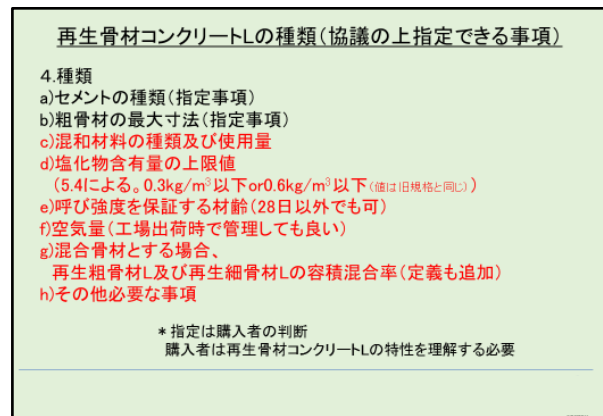 再生骨材コンクリートLの種類(協議の上指定できる事項)
4.種類
a)セメントの種類(指定事項)
b)粗骨材の最大寸法(指定事項)
c)混和材料の種類及び使用量
d)塩化物含有量の上限値
(5.4による。0.3kg/m³以下or0.6kg/m³以下(値は旧規格と同じ))
e)呼び強度を保証する材齢(28日以外でも可)
f)空気量(工場出荷時で管理しても良い)
g)混合骨材とする場合、
再生粗骨材L及び再生細骨材Lの容積混合率(定義も追加)
h)その他必要な事項
*指定は購入者の判断
購入者は再生骨材コンクリートLの特性を理解する必要